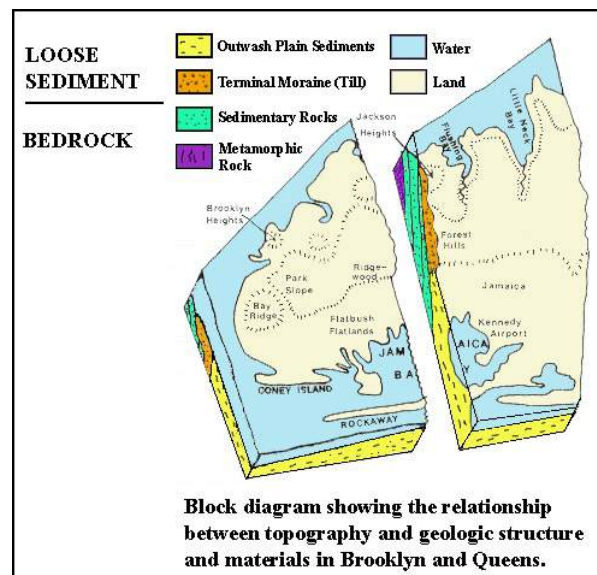 LOOSE
SEDIMENT
BEDROCK
Outwash Plain Sediments
Terminal Moraine (Till)
Sedimentary Rocks
Metamorphic
Rock
Water
Land
Jackson
Heights
Flushing
Bay
Little Neck
Bay
Brooklyn
Heights
Forest
Hills
Park
Slope
Ridge-
wood
Bay
Ridge
Jamaica
Flatbush
Flatlands
Kennedy
Airport
JAM
AICA
B A
Y
CONEY ISLAND
ROCKAWAY
Block diagram showing the relationship
between topography and geologic structure
and materials in Brooklyn and Queens.